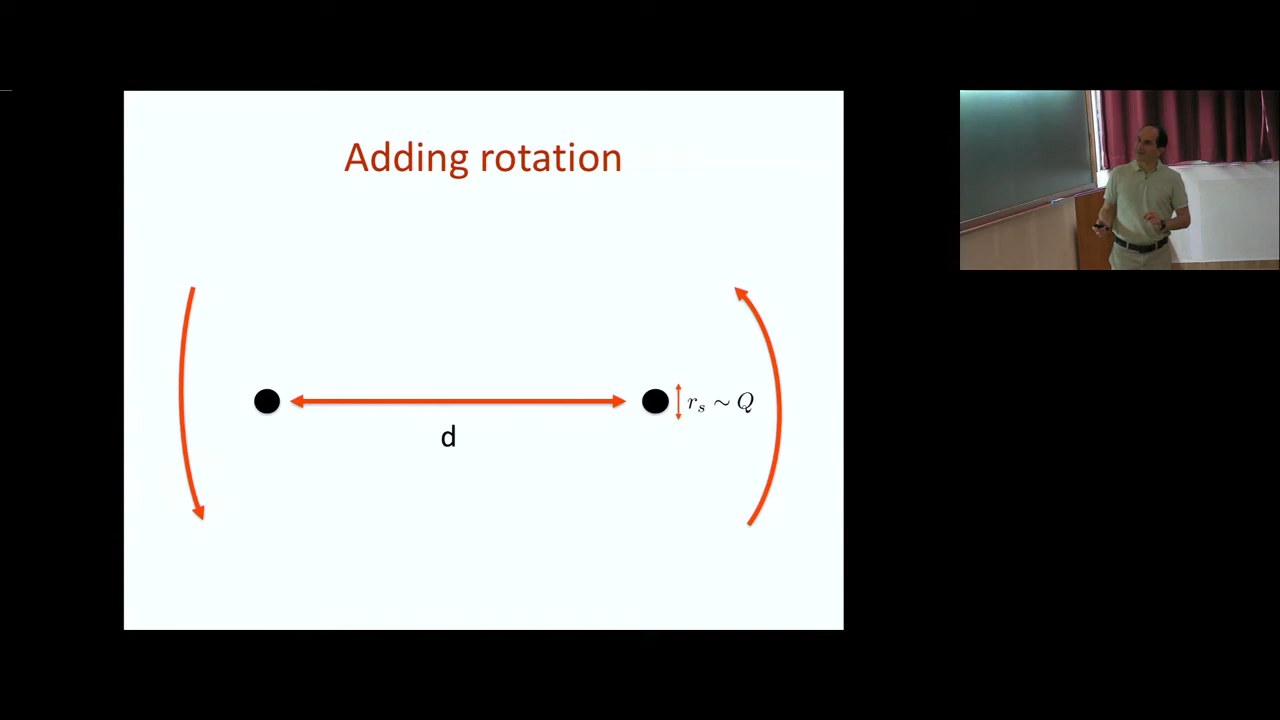 Adding rotation
r_s ∼ Q
d